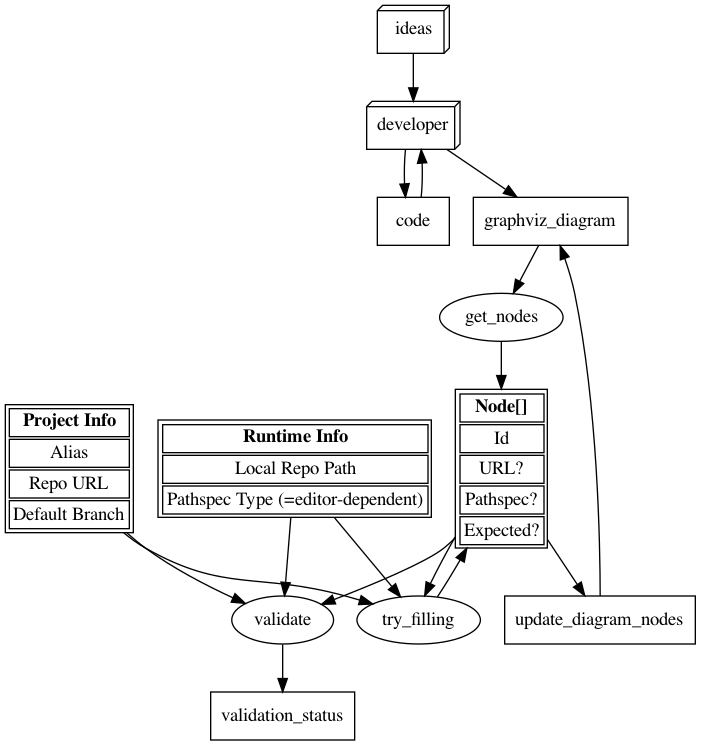 ideas
developer
code
graphviz_diagram
get_nodes
Project Info
Alias
Repo URL
Default Branch
Runtime Info
Local Repo Path
Pathspec Type (=editor-dependent)
Node[]
Id
URL?
Pathspec?
Expected?
validate
try_filling
update_diagram_nodes
validation_status